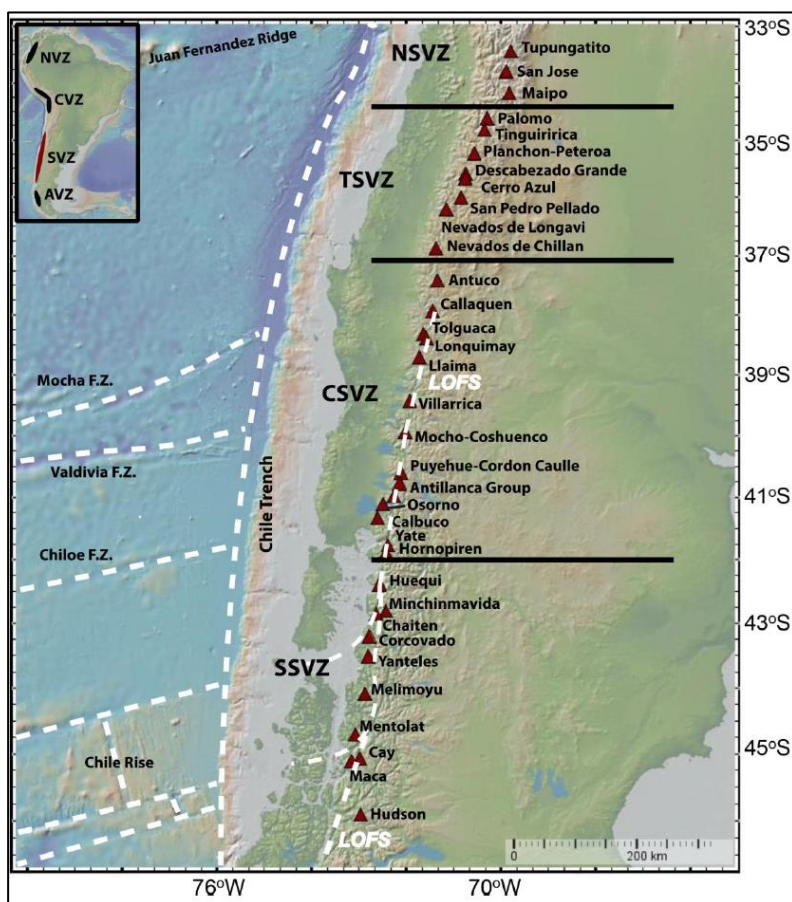 33°S
35°S
37°S
39°S
41°S
43°S
45°S
76°W
70°W
NVZ
CVZ
SVZ
AVZ
Juan Fernandez Ridge
NSVZ
Tupungatito
San Jose
Maipo
TSVZ
Palomo
Tinguiririca
Planchon-Peteroa
Descabezado Grande
Cerro Azul
San Pedro Pellado
Nevados de Longavi
Nevados de Chillan
CSVZ
Antuco
Callaquen
Tolguaca
Lonquimay
Llaima
LOFS
Villarrica
Mocho-Coshuenco
Puyehue-Cordon Caulle
Antillanca Group
Osorno
Calbuco
Yate
Hornopiren
Mocha F.Z.
Valdivia F.Z.
Chiloe F.Z.
Chile Trench
SSVZ
Huequi
Minchinmavida
Chaiten
Corcovado
Yanteles
Melimoyu
Mentolat
Cay
Maca
Hudson
LOFS
Chile Rise
0
200 km